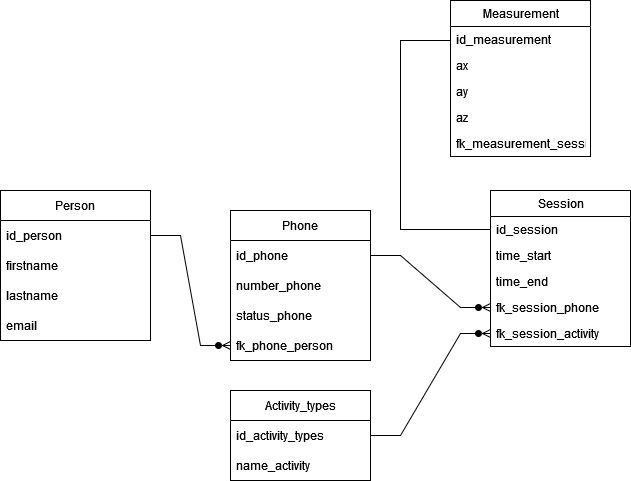 Measurement
id_measurement
ax
ay
az
fk_measurement_sessi
Person
id_person
firstname
lastname
email
Phone
id_phone
number_phone
status_phone
fk_phone_person
Session
id_session
time_start
time_end
fk_session_phone
fk_session_activity
Activity_types
id_activity_types
name_activity